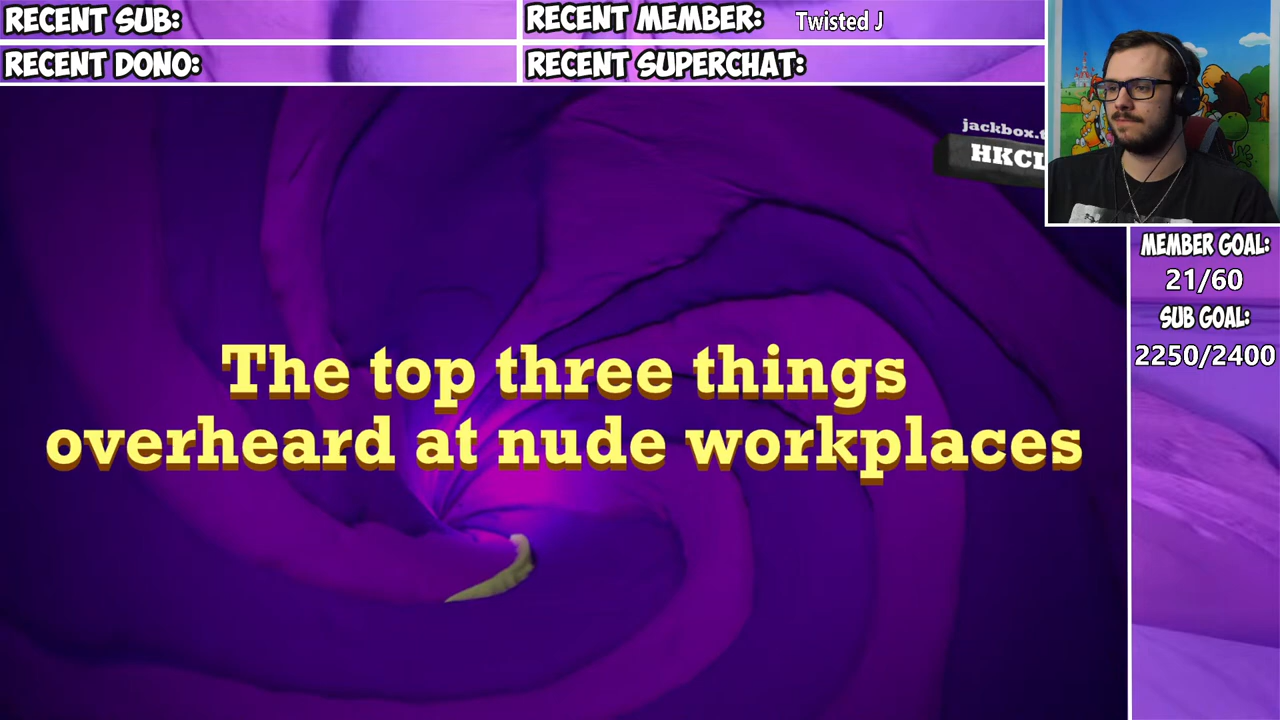 RECENT SUB:
RECENT MEMBER: Twisted J
RECENT DONO:
RECENT SUPERCHAT:
jackbox.t
HKCL
MEMBER GOAL:
21/60
SUB GOAL:
2250/2400
The top three things
overheard at nude workplaces